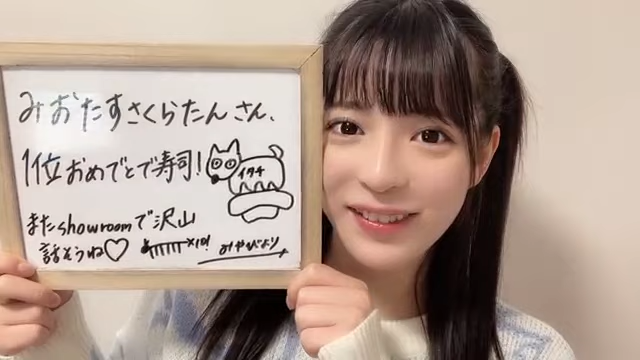 みおたすさくらたんさん、
1位おめでとで寿司!
イタチ
またshowroomで沢山
話そうね♡
×10!
みやびより